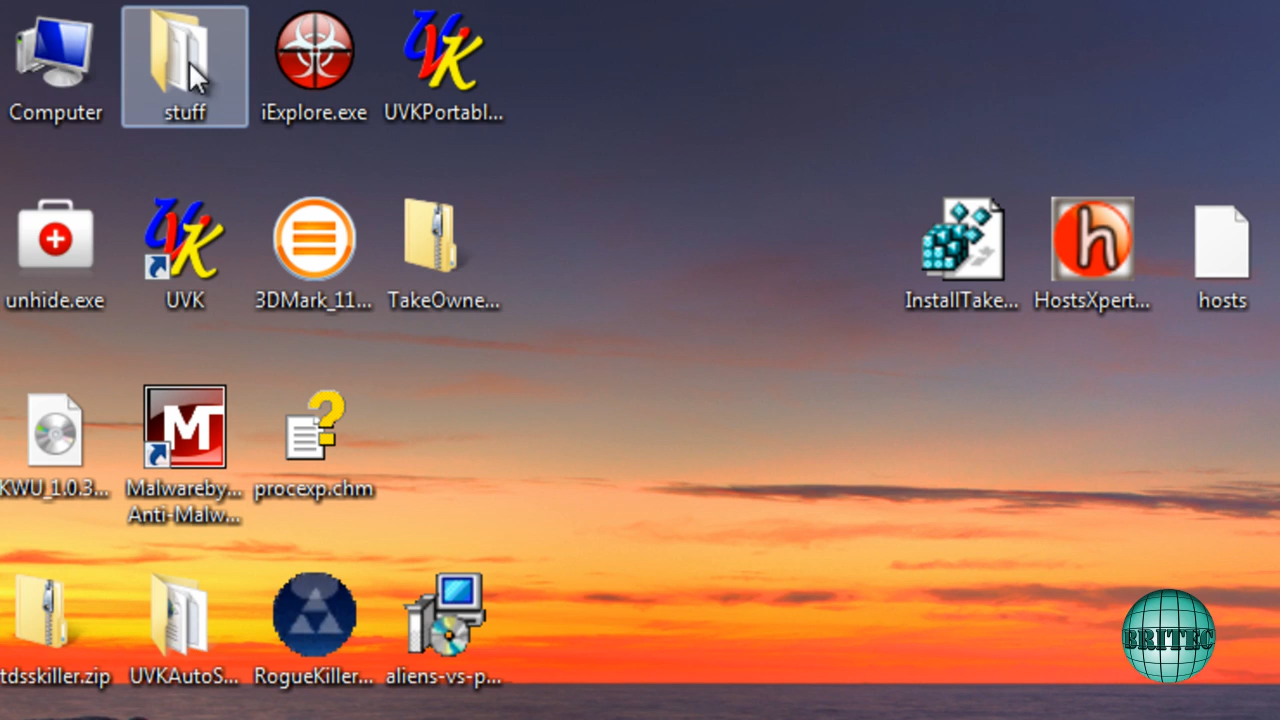 Computer
stuff
iExplore.exe
UVKPortabl...
unhide.exe
UVK
3DMark_11...
TakeOwne...
InstallTake...
HostsXpert...
hosts
KWU_1.0.3...
Malwareby...
Anti-Malw...
procexp.chm
tdsskiller.zip
UVKAutoS...
RogueKiller...
aliens-vs-p...
BRITEC